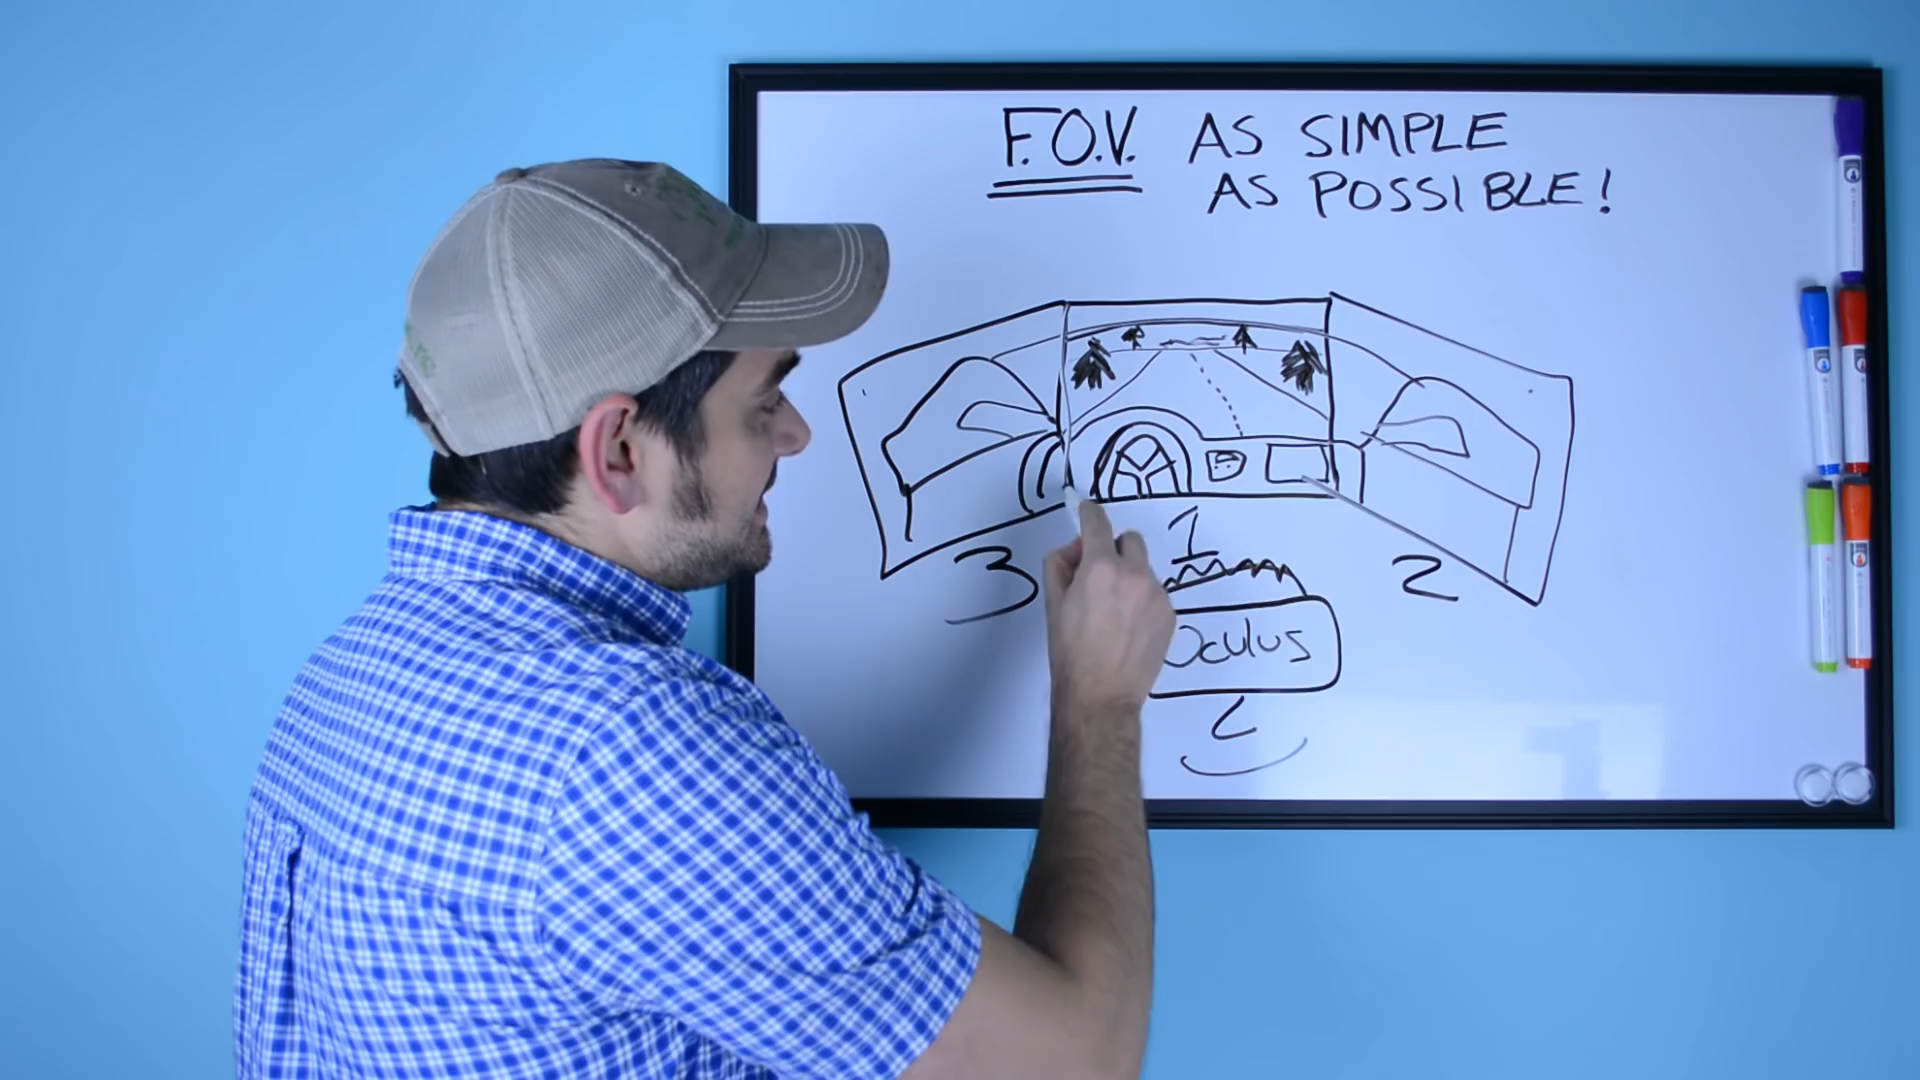 F.O.V. AS SIMPLE
AS POSSIBLE!
3
1
2
Oculus